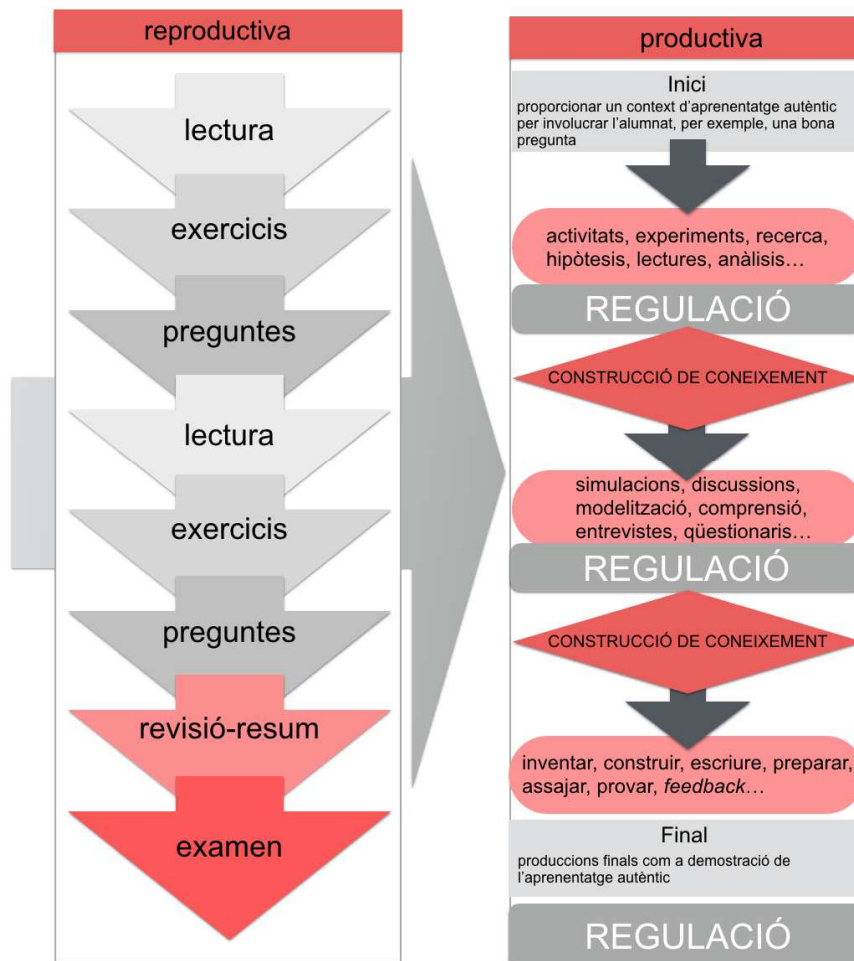 reproductiva
lectura
exercicis
preguntes
lectura
exercicis
preguntes
revisió-resum
examen
productiva
Inici
proporcionar un context d’aprenentatge autèntic
per involucrar l’alumnat, per exemple, una bona
pregunta
activitats, experiments, recerca,
hipòtesis, lectures, anàlisis…
REGULACIÓ
CONSTRUCCIÓ DE CONEIXEMENT
simulacions, discussions,
modelització, comprensió,
entrevistes, qüestionaris…
REGULACIÓ
CONSTRUCCIÓ DE CONEIXEMENT
inventar, construir, escriure, preparar,
assajar, provar, feedback…
Final
produccions finals com a demostració de
l’aprenentatge autèntic
REGULACIÓ